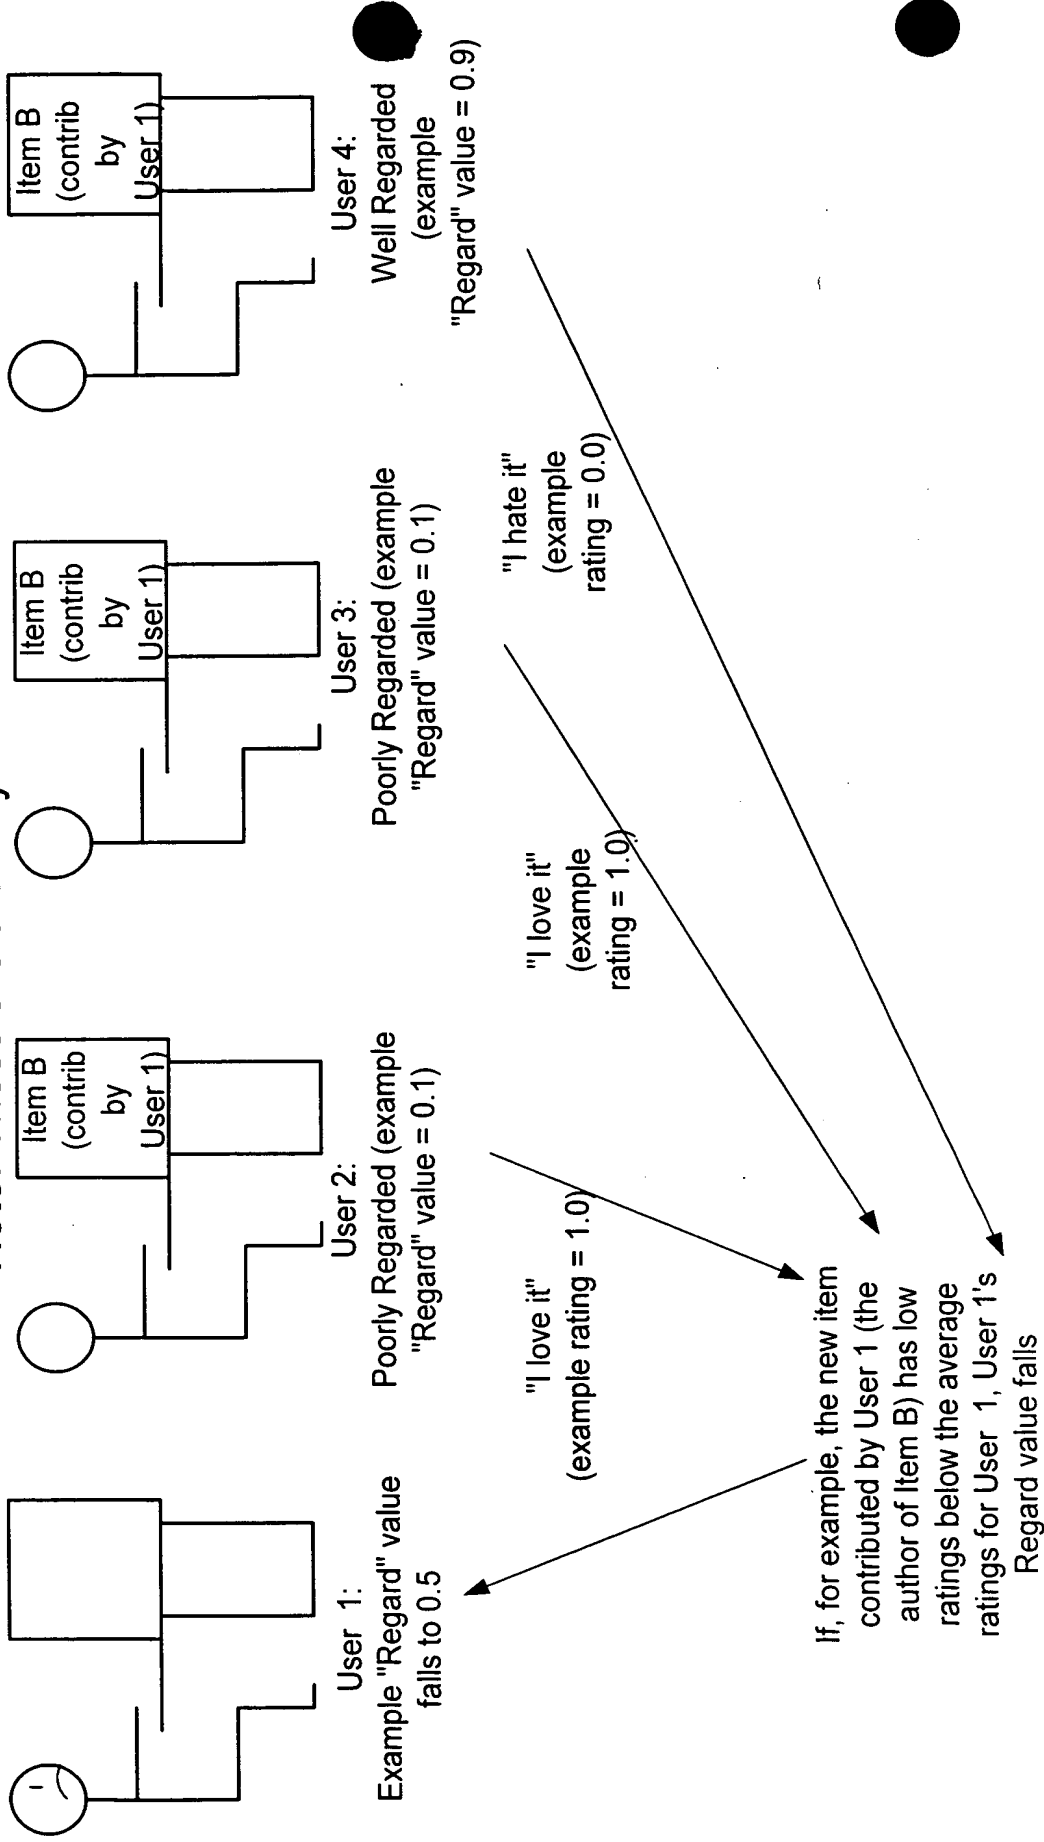 Item B
(contrib
by
User 1)
Item B
(contrib
by
User 1)
Item B
(contrib
by
User 1)
User 1:
Example "Regard" value
falls to 0.5
User 2:
Poorly Regarded (example
"Regard" value = 0.1)
User 3:
Poorly Regarded (example
"Regard" value = 0.1)
User 4:
Well Regarded
(example
"Regard" value = 0.9)
"I love it"
(example rating = 1.0)
"I love it"
(example
rating = 1.0)
"I hate it"
(example
rating = 0.0)
If, for example, the new item
contributed by User 1 (the
author of Item B) has low
ratings below the average
ratings for User 1, User 1's
Regard value falls